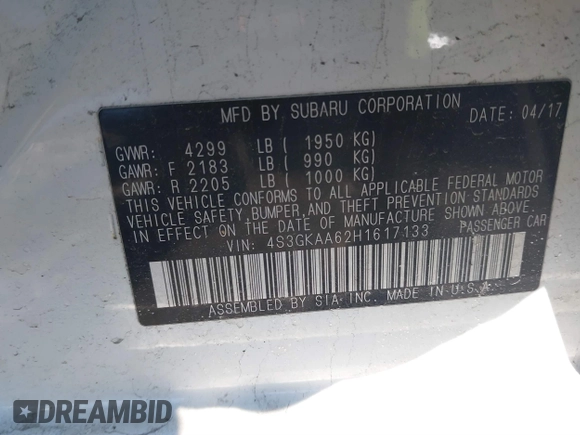 MFD BY SUBARU CORPORATION DATE: 04/17
GVWR: 4299 LB ( 1950 KG)
GAWR: F 2183 LB ( 990 KG)
GAWR: R 2205 LB ( 1000 KG)
THIS VEHICLE CONFORMS TO ALL APPLICABLE FEDERAL MOTOR
VEHICLE SAFETY,BUMPER,AND THEFT PREVENTION STANDARDS
IN EFFECT ON THE DATE OF MANUFACTURE SHOWN ABOVE.
VIN: 4S3GKAA62H1617133 PASSENGER CAR
ASSEMBLED BY SIA INC. MADE IN U.S.A
DREAMBID